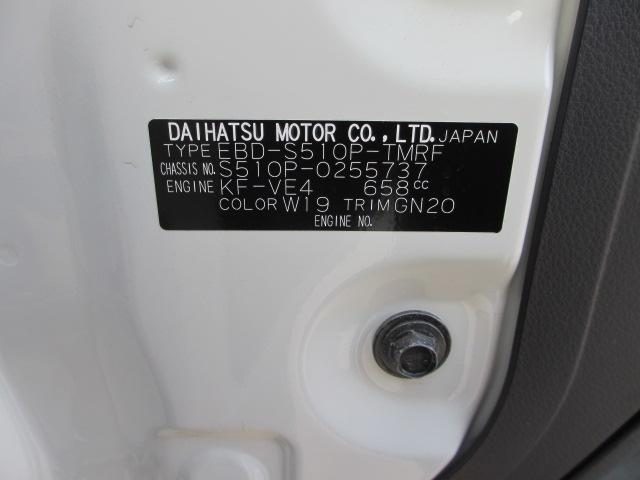 DAIHATSU MOTOR CO.,LTD. JAPAN
TYPE EBD-S510P-TMRF
CHASSIS NO. S510P-0255737
ENGINE KF-VE4 658cc
COLOR W19 TRIM GN20
ENGINE NO.